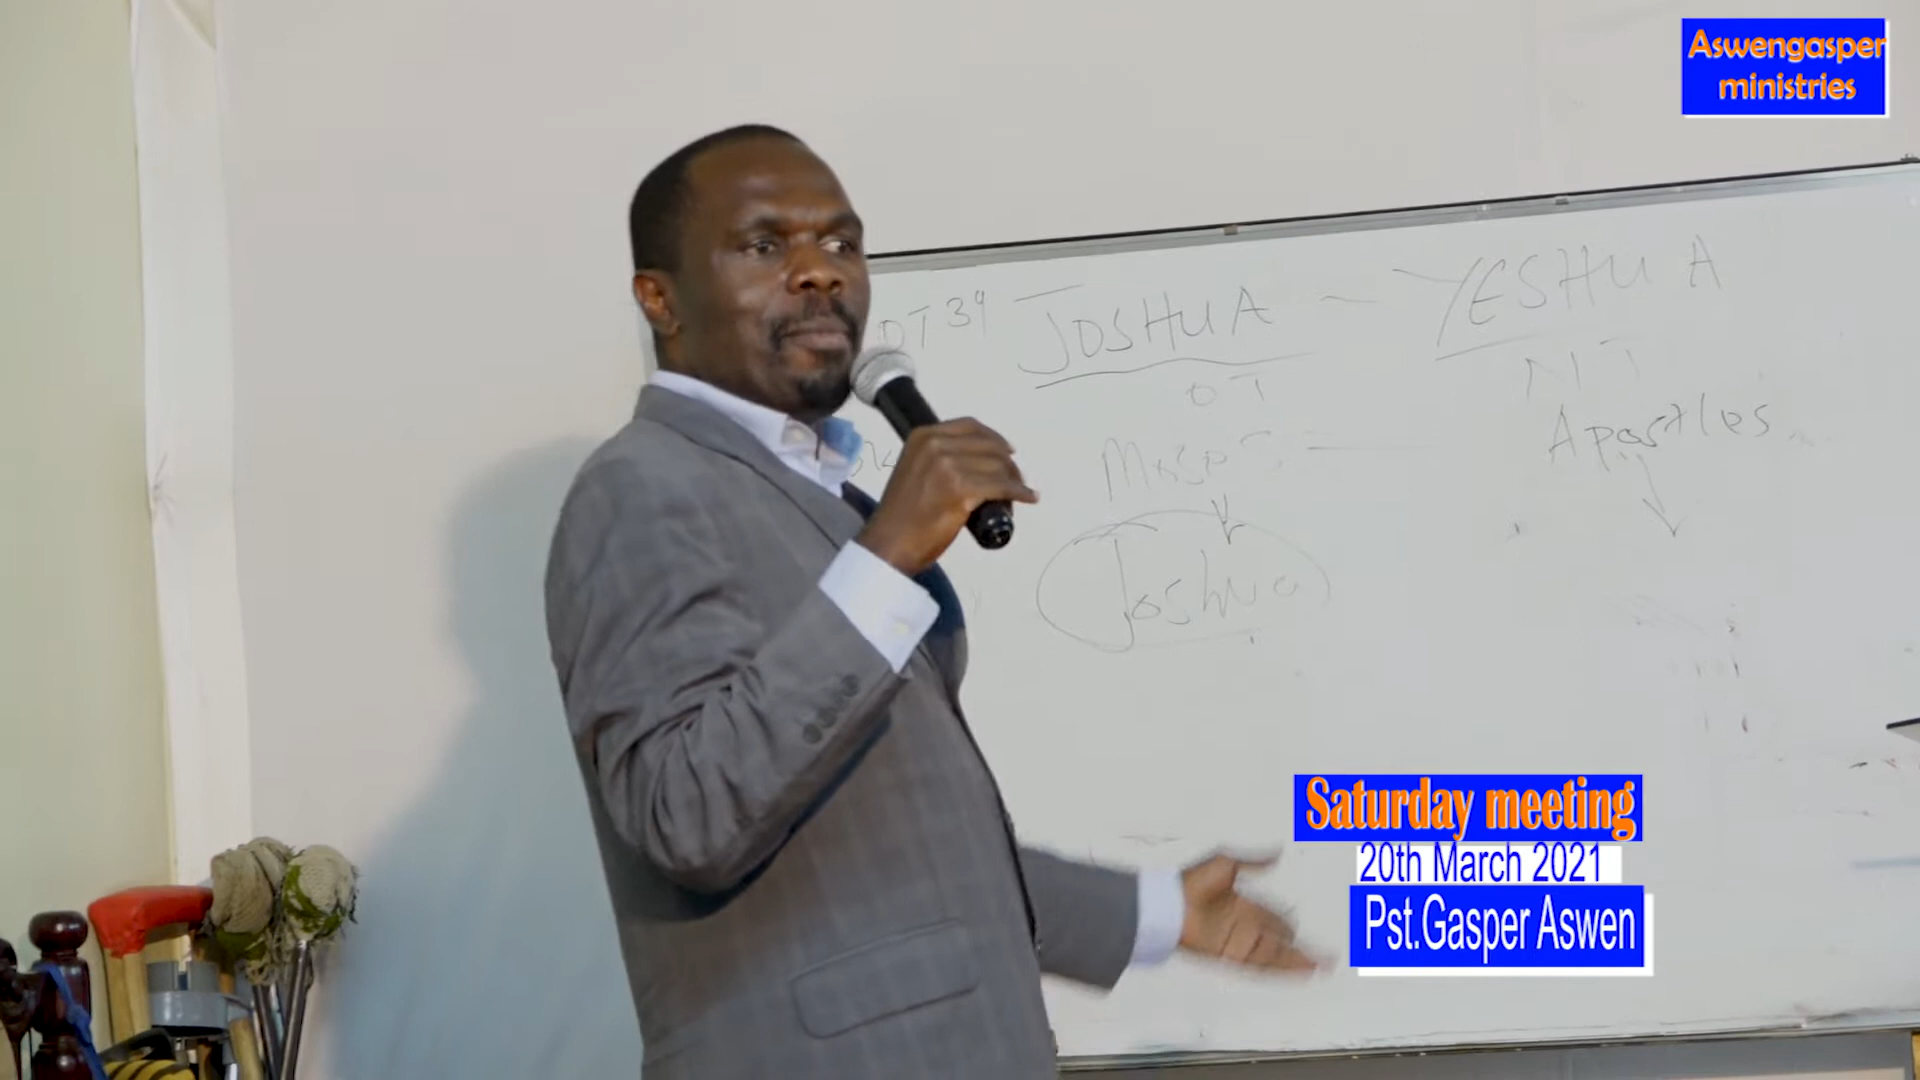 Aswengasper
ministries
OT 39 JOSHUA - YESHUA
OT NT
Apostles
Joshua
Saturday meeting
20th March 2021
Pst.Gasper Aswen